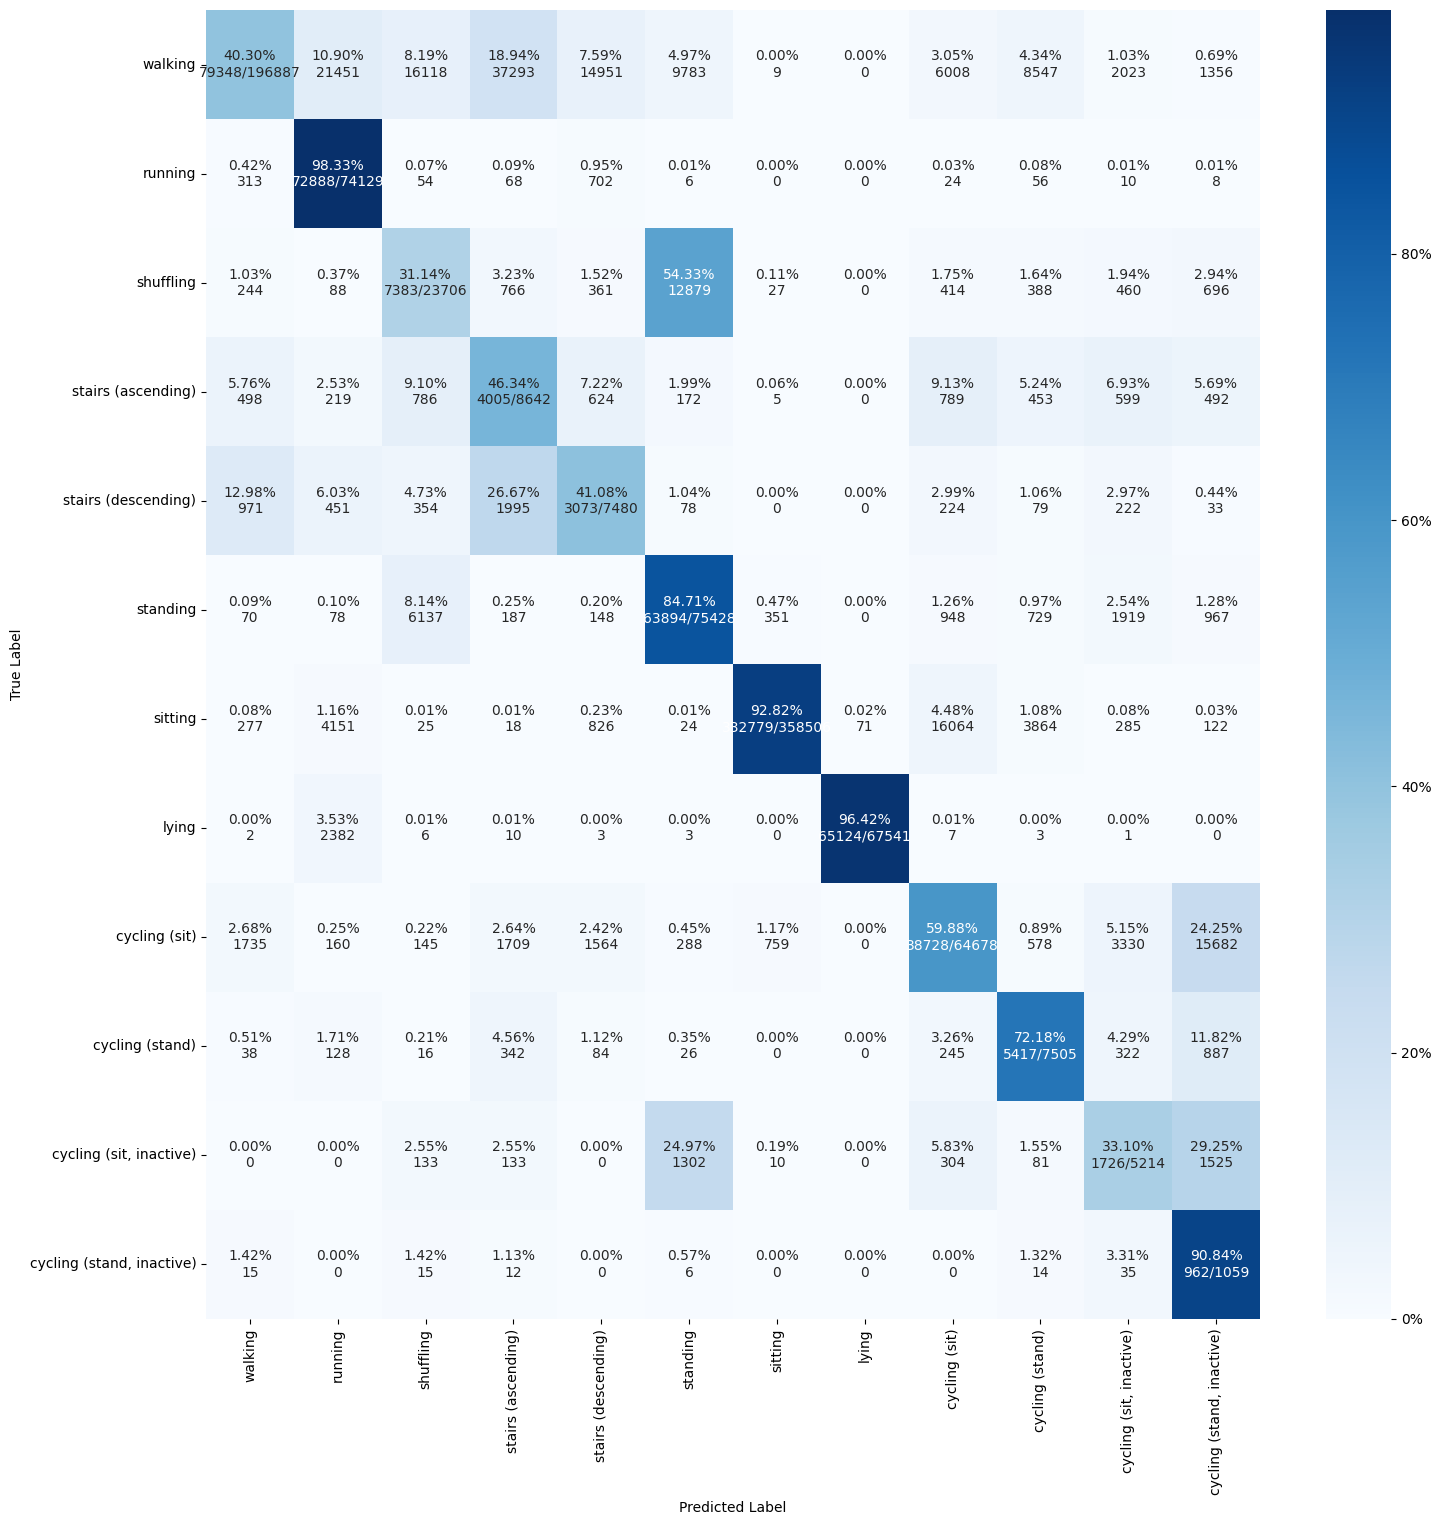 walking
40.30% 10.90% 8.19% 18.94% 7.59% 4.97% 0.00% 0.00% 3.05% 4.34% 1.03% 0.69%
79348/196887 21451 16118 37293 14951 9783 9 0 6008 8547 2023 1356
running
0.42% 98.33% 0.07% 0.09% 0.95% 0.01% 0.00% 0.00% 0.03% 0.08% 0.01% 0.01%
313 72888/74129 54 68 702 6 0 0 24 56 10 8
shuffling
1.03% 0.37% 31.14% 3.23% 1.52% 54.33% 0.11% 0.00% 1.75% 1.64% 1.94% 2.94%
244 88 7383/23706 766 361 12879 27 0 414 388 460 696
stairs (ascending)
5.76% 2.53% 9.10% 46.34% 7.22% 1.99% 0.06% 0.00% 9.13% 5.24% 6.93% 5.69%
498 219 786 4005/8642 624 172 5 0 789 453 599 492
stairs (descending)
12.98% 6.03% 4.73% 26.67% 41.08% 1.04% 0.00% 0.00% 2.99% 1.06% 2.97% 0.44%
971 451 354 1995 3073/7480 78 0 0 224 79 222 33
standing
0.09% 0.10% 8.14% 0.25% 0.20% 84.71% 0.47% 0.00% 1.26% 0.97% 2.54% 1.28%
70 78 6137 187 148 63894/75428 351 0 948 729 1919 967
sitting
0.08% 1.16% 0.01% 0.01% 0.23% 0.01% 92.82% 0.02% 4.48% 1.08% 0.08% 0.03%
277 4151 25 18 826 24 71 16064 3864 285 122
lying
0.00% 3.53% 0.01% 0.01% 0.00% 0.00% 0.00% 96.42% 0.01% 0.00% 0.00% 0.00%
2 2382 6 10 3 3 0 65124/67541 7 3 1 0
cycling (sit)
2.68% 0.25% 0.22% 2.64% 2.42% 0.45% 1.17% 0.00% 59.88% 0.89% 5.15% 24.25%
1735 160 145 1709 1564 288 759 0 38728/64678 578 3330 15682
cycling (stand)
0.51% 1.71% 0.21% 4.56% 1.12% 0.35% 0.00% 0.00% 3.26% 72.18% 4.29% 11.82%
38 128 16 342 84 26 0 0 245 5417/7505 322 887
cycling (sit, inactive)
0.00% 0.00% 2.55% 2.55% 0.00% 24.97% 0.19% 0.00% 5.83% 1.55% 33.10% 29.25%
0 0 133 133 0 1302 10 0 304 81 1726/5214 1525
cycling (stand, inactive)
1.42% 0.00% 1.42% 1.13% 0.00% 0.57% 0.00% 0.00% 0.00% 1.32% 3.31% 90.84%
15 0 15 12 0 6 0 0 0 14 35 962/1059
True Label
walking
running
shuffling
stairs (ascending)
stairs (descending)
standing
sitting
lying
cycling (sit)
cycling (stand)
cycling (sit, inactive)
cycling (stand, inactive)
Predicted Label
80%
60%
40%
20%
0%